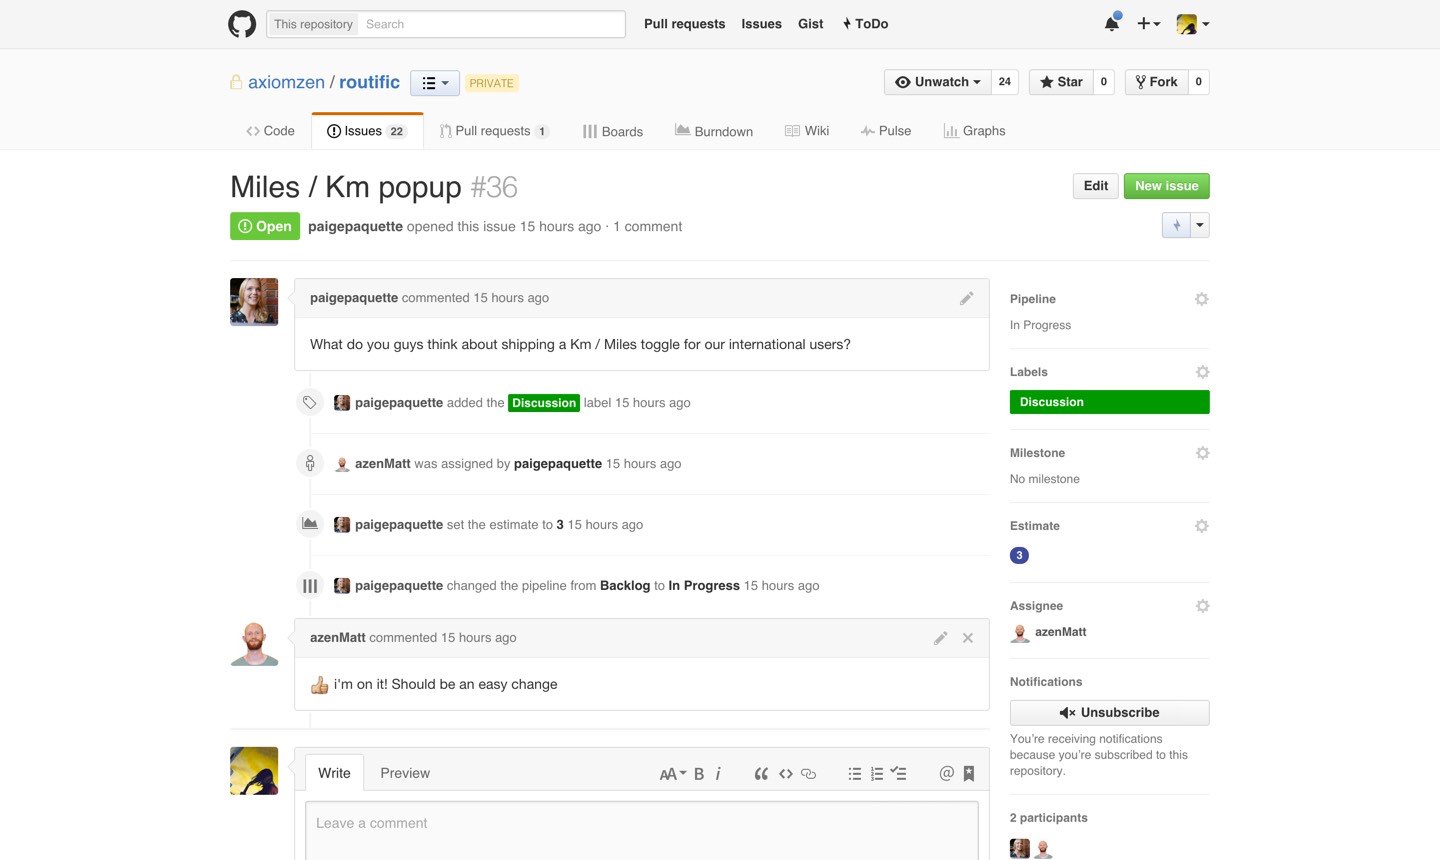 This repository Search Pull requests Issues Gist ToDo
axiomzen / routific PRIVATE Unwatch 24 Star 0 Fork 0
Code Issues 22 Pull requests 1 Boards Burndown Wiki Pulse Graphs
Miles / Km popup #36 Edit New issue
Open paigepaquette opened this issue 15 hours ago · 1 comment
paigepaquette commented 15 hours ago
What do you guys think about shipping a Km / Miles toggle for our international users?
paigepaquette added the Discussion label 15 hours ago
azenMatt was assigned by paigepaquette 15 hours ago
paigepaquette set the estimate to 3 15 hours ago
paigepaquette changed the pipeline from Backlog to In Progress 15 hours ago
azenMatt commented 15 hours ago
i'm on it! Should be an easy change
Write Preview AA B i “ @
Leave a comment
Pipeline
In Progress
Labels
Discussion
Milestone
No milestone
Estimate
3
Assignee
azenMatt
Notifications
Unsubscribe
You’re receiving notifications
because you’re subscribed to this
repository.
2 participants